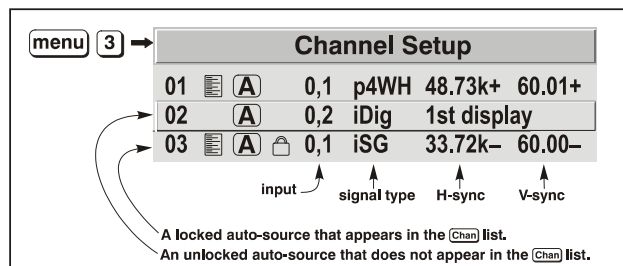 menu 3 Channel Setup
01 A 0,1 p4WH 48.73k+ 60.01+
02 A 0,2 iDig 1st display
03 A 0,1 iSG 33.72k– 60.00–
input signal type H-sync V-sync
A locked auto-source that appears in the Chan list.
An unlocked auto-source that does not appear in the Chan list.